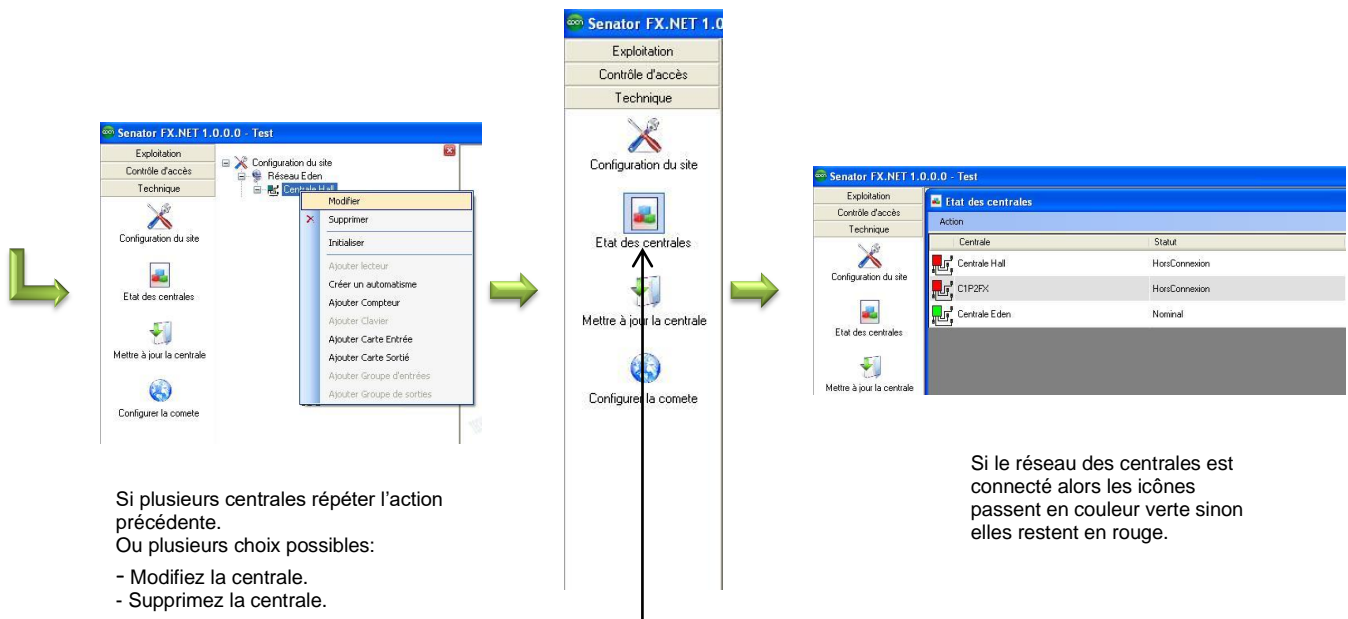 Senator FX.NET 1.0.0.0 - Test
Exploitation
Contrôle d'accès
Technique
Configuration du site
Etat des centrales
Mettre à jour la centrale
Configurer la comete
Configuration du site
Réseau Eden
Centrale Hall
Modifier
Supprimer
Initialiser
Ajouter lecteur
Créer un automatisme
Ajouter Compteur
Ajouter Clavier
Ajouter Carte Entrée
Ajouter Carte Sortié
Ajouter Groupe d'entrées
Ajouter Groupe de sorties
Si plusieurs centrales répéter l'action
précédente.
Ou plusieurs choix possibles:
- Modifiez la centrale.
- Supprimez la centrale.
Senator FX.NET 1.0
Exploitation
Contrôle d'accès
Technique
Configuration du site
Etat des centrales
Mettre à jour la centrale
Configurer la comete
Senator FX.NET 1.0.0.0 - Test
Exploitation
Contrôle d'accès
Technique
Configuration du site
Etat des centrales
Mettre à jour la centrale
Etat des centrales
Action
Centrale Statut
Centrale Hall HorsConnexion
C1P2FX HorsConnexion
Centrale Eden Nominal
Si le réseau des centrales est
connecté alors les icônes
passent en couleur verte sinon
elles restent en rouge.